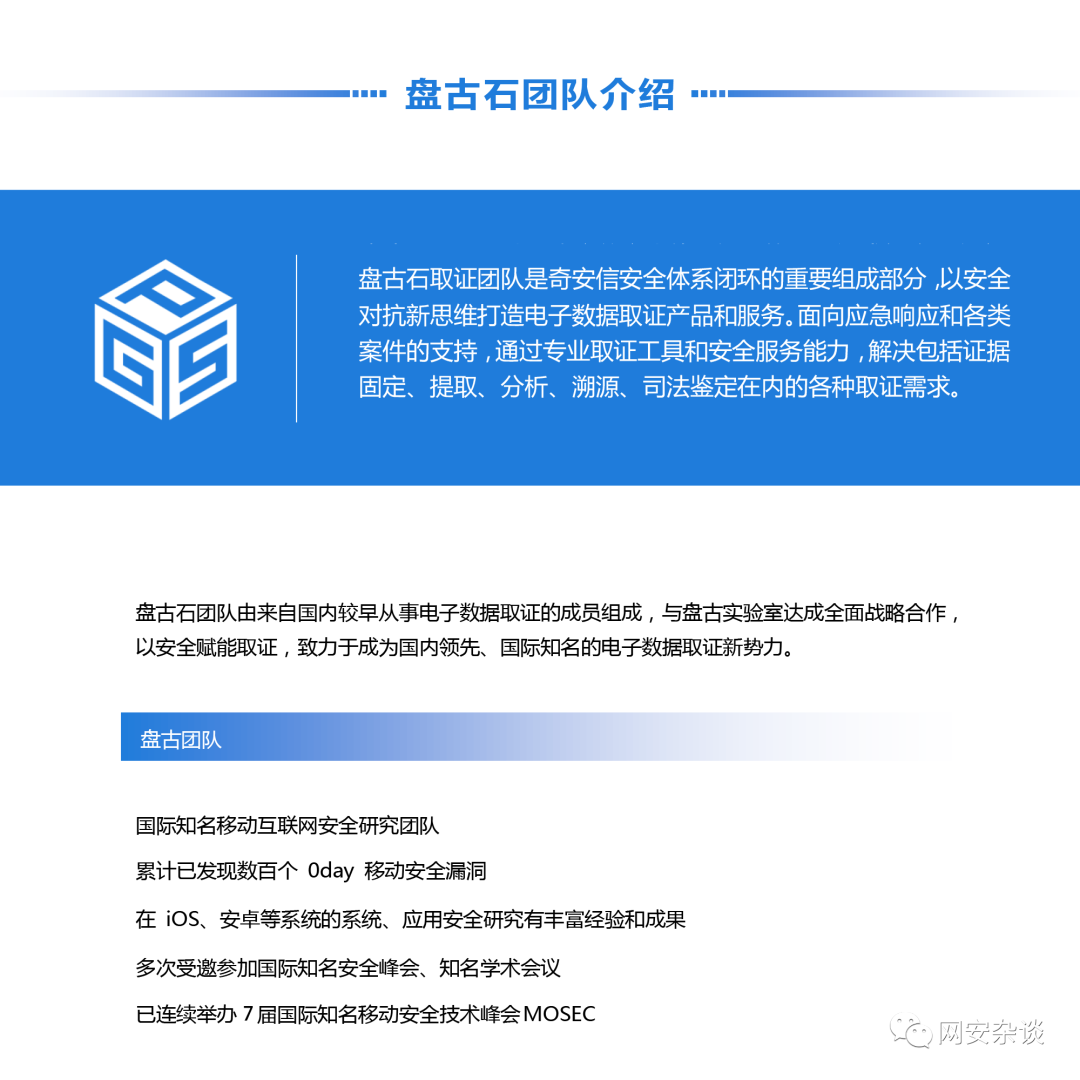 盘古石团队介绍
盘古石取证团队是奇安信安全体系闭环的重要组成部分，以安全
对抗新思维打造电子数据取证产品和服务。面向应急响应和各类
案件的支持，通过专业取证工具和安全服务能力，解决包括证据
固定、提取、分析、溯源、司法鉴定在内的各种取证需求。
PGS
盘古石团队由来自国内较早从事电子数据取证的成员组成，与盘古实验室达成全面战略合作，
以安全赋能取证，致力于成为国内领先、国际知名的电子数据取证新势力。
盘古团队
国际知名移动互联网安全研究团队
累计已发现数百个 0day 移动安全漏洞
在 iOS、安卓等系统的系统、应用安全研究有丰富经验和成果
多次受邀参加国际知名安全峰会、知名学术会议
已连续举办 7 届国际知名移动安全技术峰会 MOSEC
网安杂谈